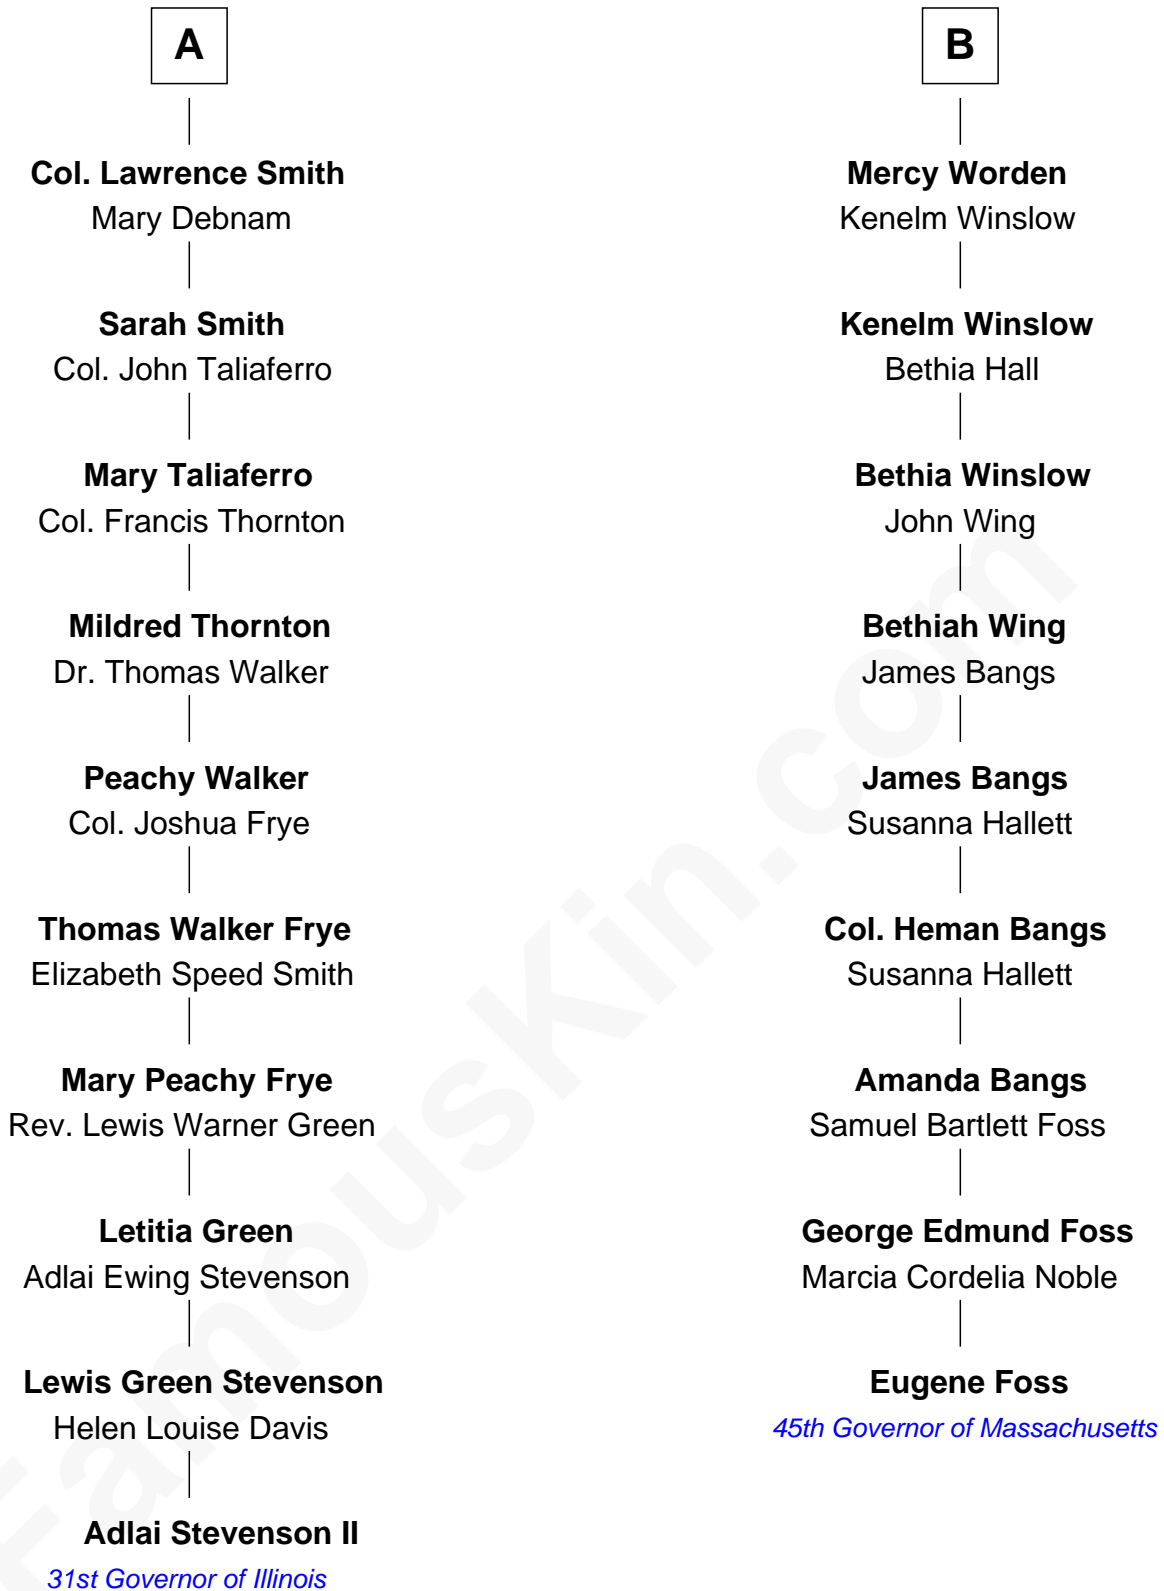 A
Col. Lawrence Smith
Mary Debnam
Sarah Smith
Col. John Taliaferro
Mary Taliaferro
Col. Francis Thornton
Mildred Thornton
Dr. Thomas Walker
Peachy Walker
Col. Joshua Frye
Thomas Walker Frye
Elizabeth Speed Smith
Mary Peachy Frye
Rev. Lewis Warner Green
Letitia Green
Adlai Ewing Stevenson
Lewis Green Stevenson
Helen Louise Davis
Adlai Stevenson II
31st Governor of Illinois
B
Mercy Worden
Kenelm Winslow
Kenelm Winslow
Bethia Hall
Bethia Winslow
John Wing
Bethiah Wing
James Bangs
James Bangs
Susanna Hallett
Col. Heman Bangs
Susanna Hallett
Amanda Bangs
Samuel Bartlett Foss
George Edmund Foss
Marcia Cordelia Noble
Eugene Foss
45th Governor of Massachusetts
FamousKin.com